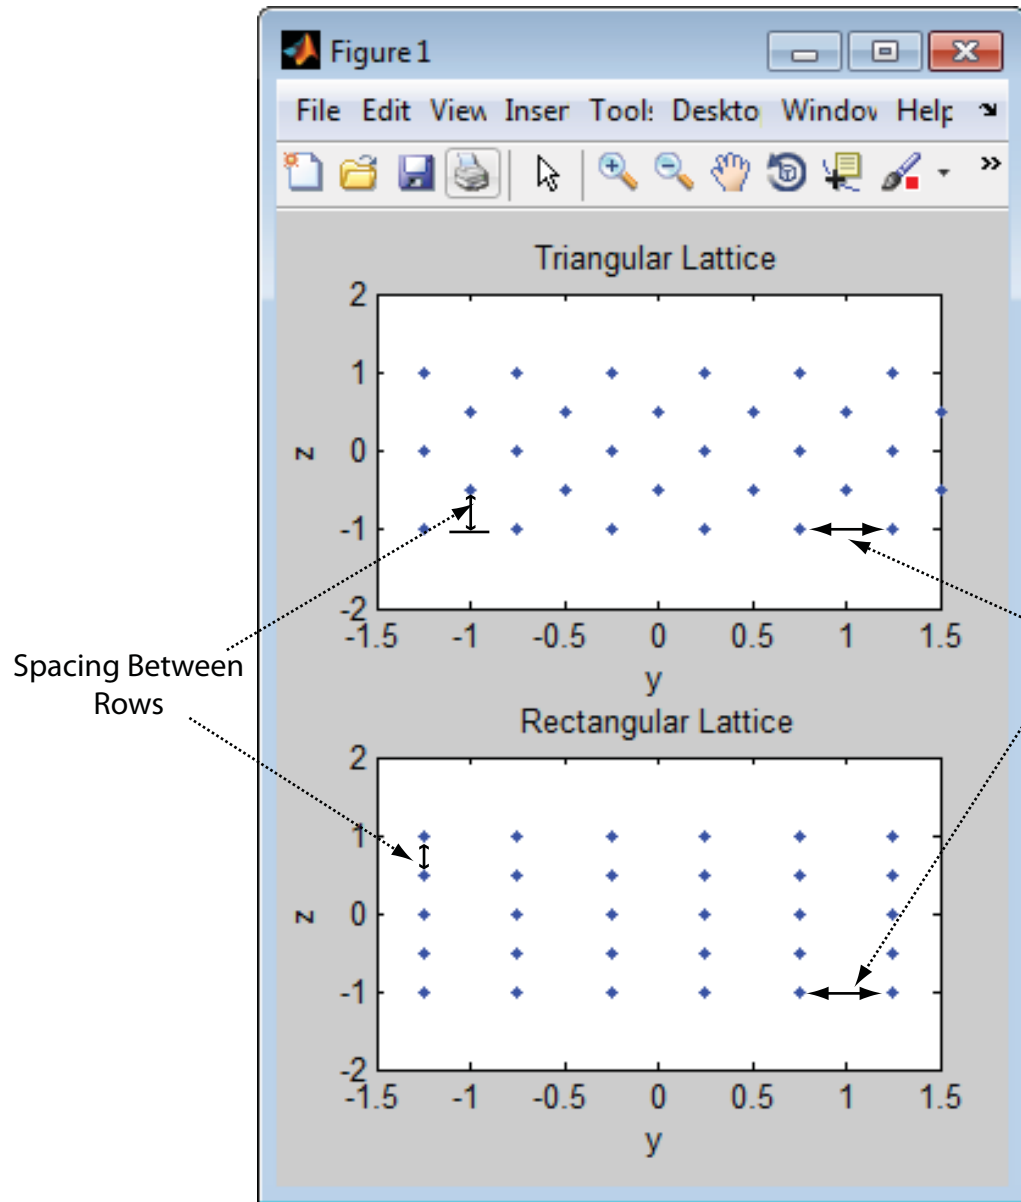 Figure 1
File Edit View Inser Tools Deskto Window Help
Triangular Lattice
2
1
0
-1
-2
z
-1.5 -1 -0.5 0 0.5 1 1.5
y
Spacing Between
Rows
Rectangular Lattice
2
1
0
-1
-2
z
-1.5 -1 -0.5 0 0.5 1 1.5
y